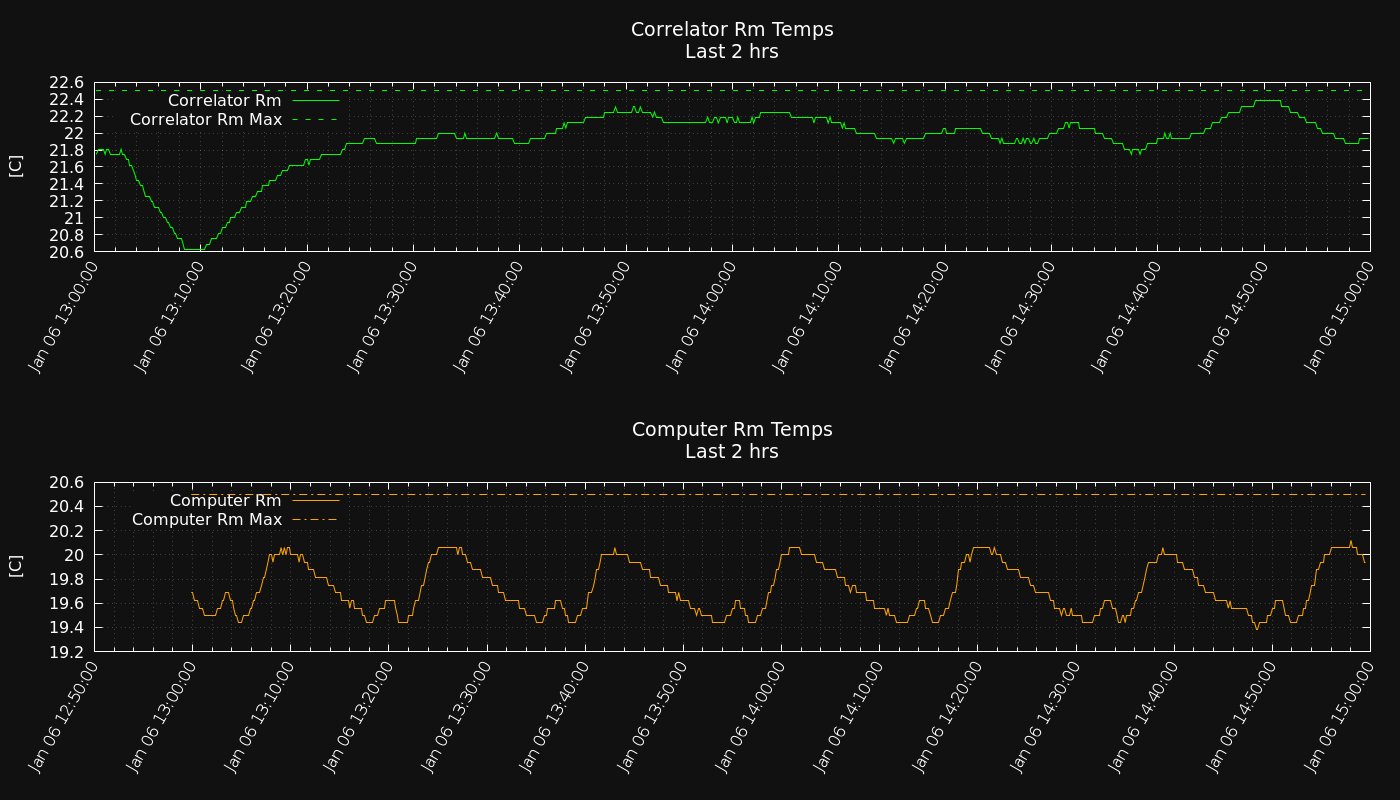 Correlator Rm Temps
Last 2 hrs
22.6
22.4
22.2
22
21.8
21.6
21.4
21.2
21
20.8
20.6
[C]
Correlator Rm
Correlator Rm Max
Jan 06 13:00:00
Jan 06 13:10:00
Jan 06 13:20:00
Jan 06 13:30:00
Jan 06 13:40:00
Jan 06 13:50:00
Jan 06 14:00:00
Jan 06 14:10:00
Jan 06 14:20:00
Jan 06 14:30:00
Jan 06 14:40:00
Jan 06 14:50:00
Jan 06 15:00:00
Computer Rm Temps
Last 2 hrs
20.6
20.4
20.2
20
19.8
19.6
19.4
19.2
[C]
Computer Rm
Computer Rm Max
Jan 06 12:50:00
Jan 06 13:00:00
Jan 06 13:10:00
Jan 06 13:20:00
Jan 06 13:30:00
Jan 06 13:40:00
Jan 06 13:50:00
Jan 06 14:00:00
Jan 06 14:10:00
Jan 06 14:20:00
Jan 06 14:30:00
Jan 06 14:40:00
Jan 06 14:50:00
Jan 06 15:00:00